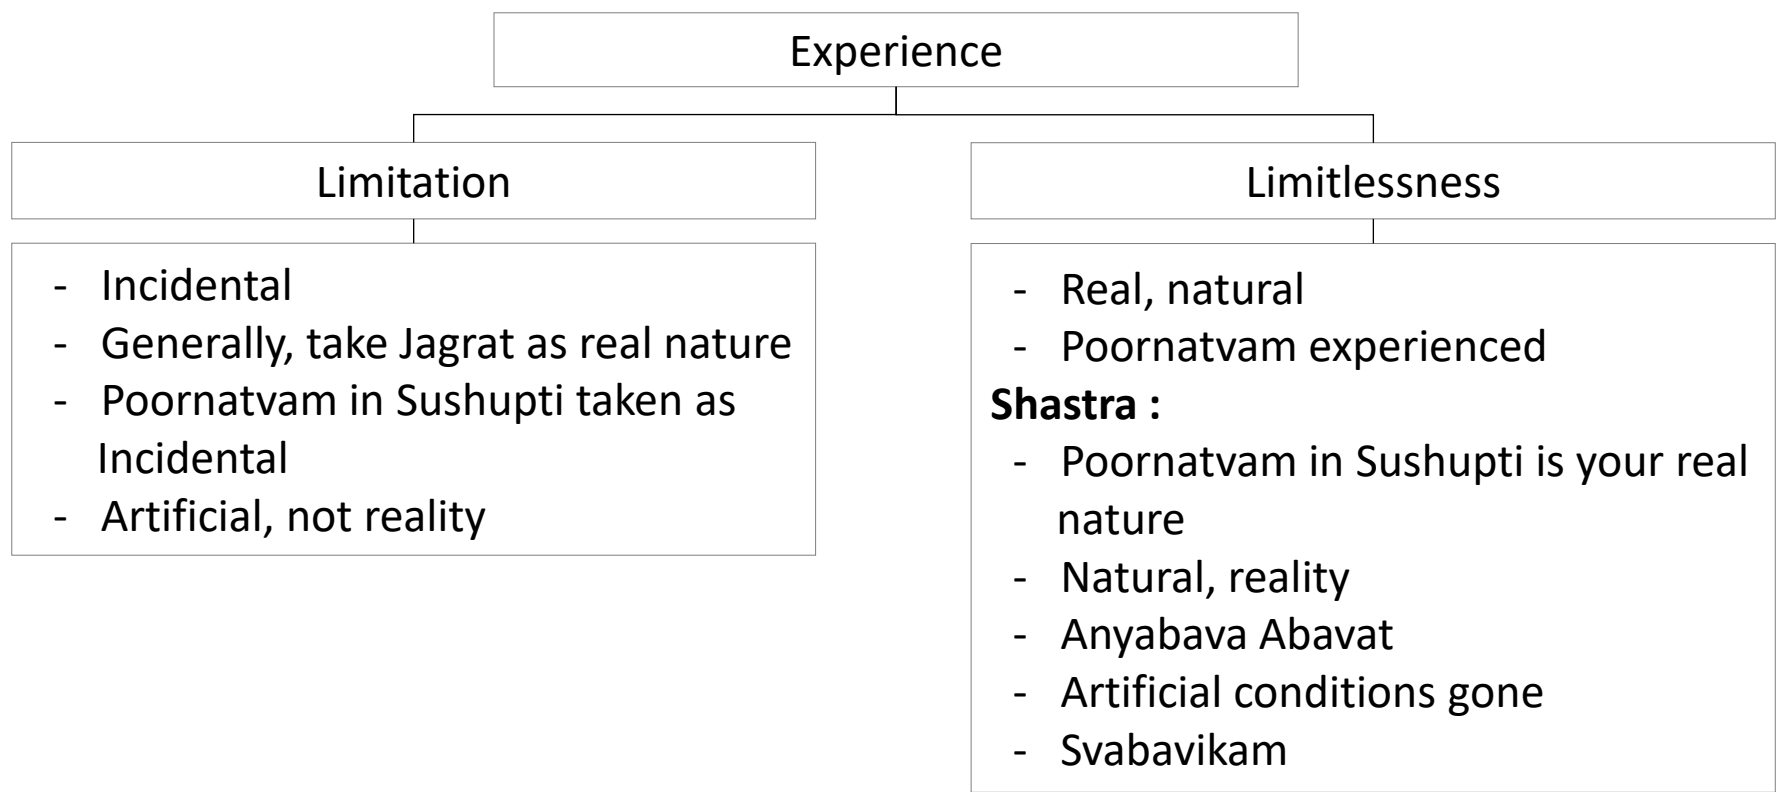 Experience
Limitation
- Incidental
- Generally, take Jagrat as real nature
- Poornatvam in Sushupti taken as
Incidental
- Artificial, not reality
Limitlessness
- Real, natural
- Poornatvam experienced
Shastra :
- Poornatvam in Sushupti is your real
nature
- Natural, reality
- Anyabava Abavat
- Artificial conditions gone
- Svabavikam